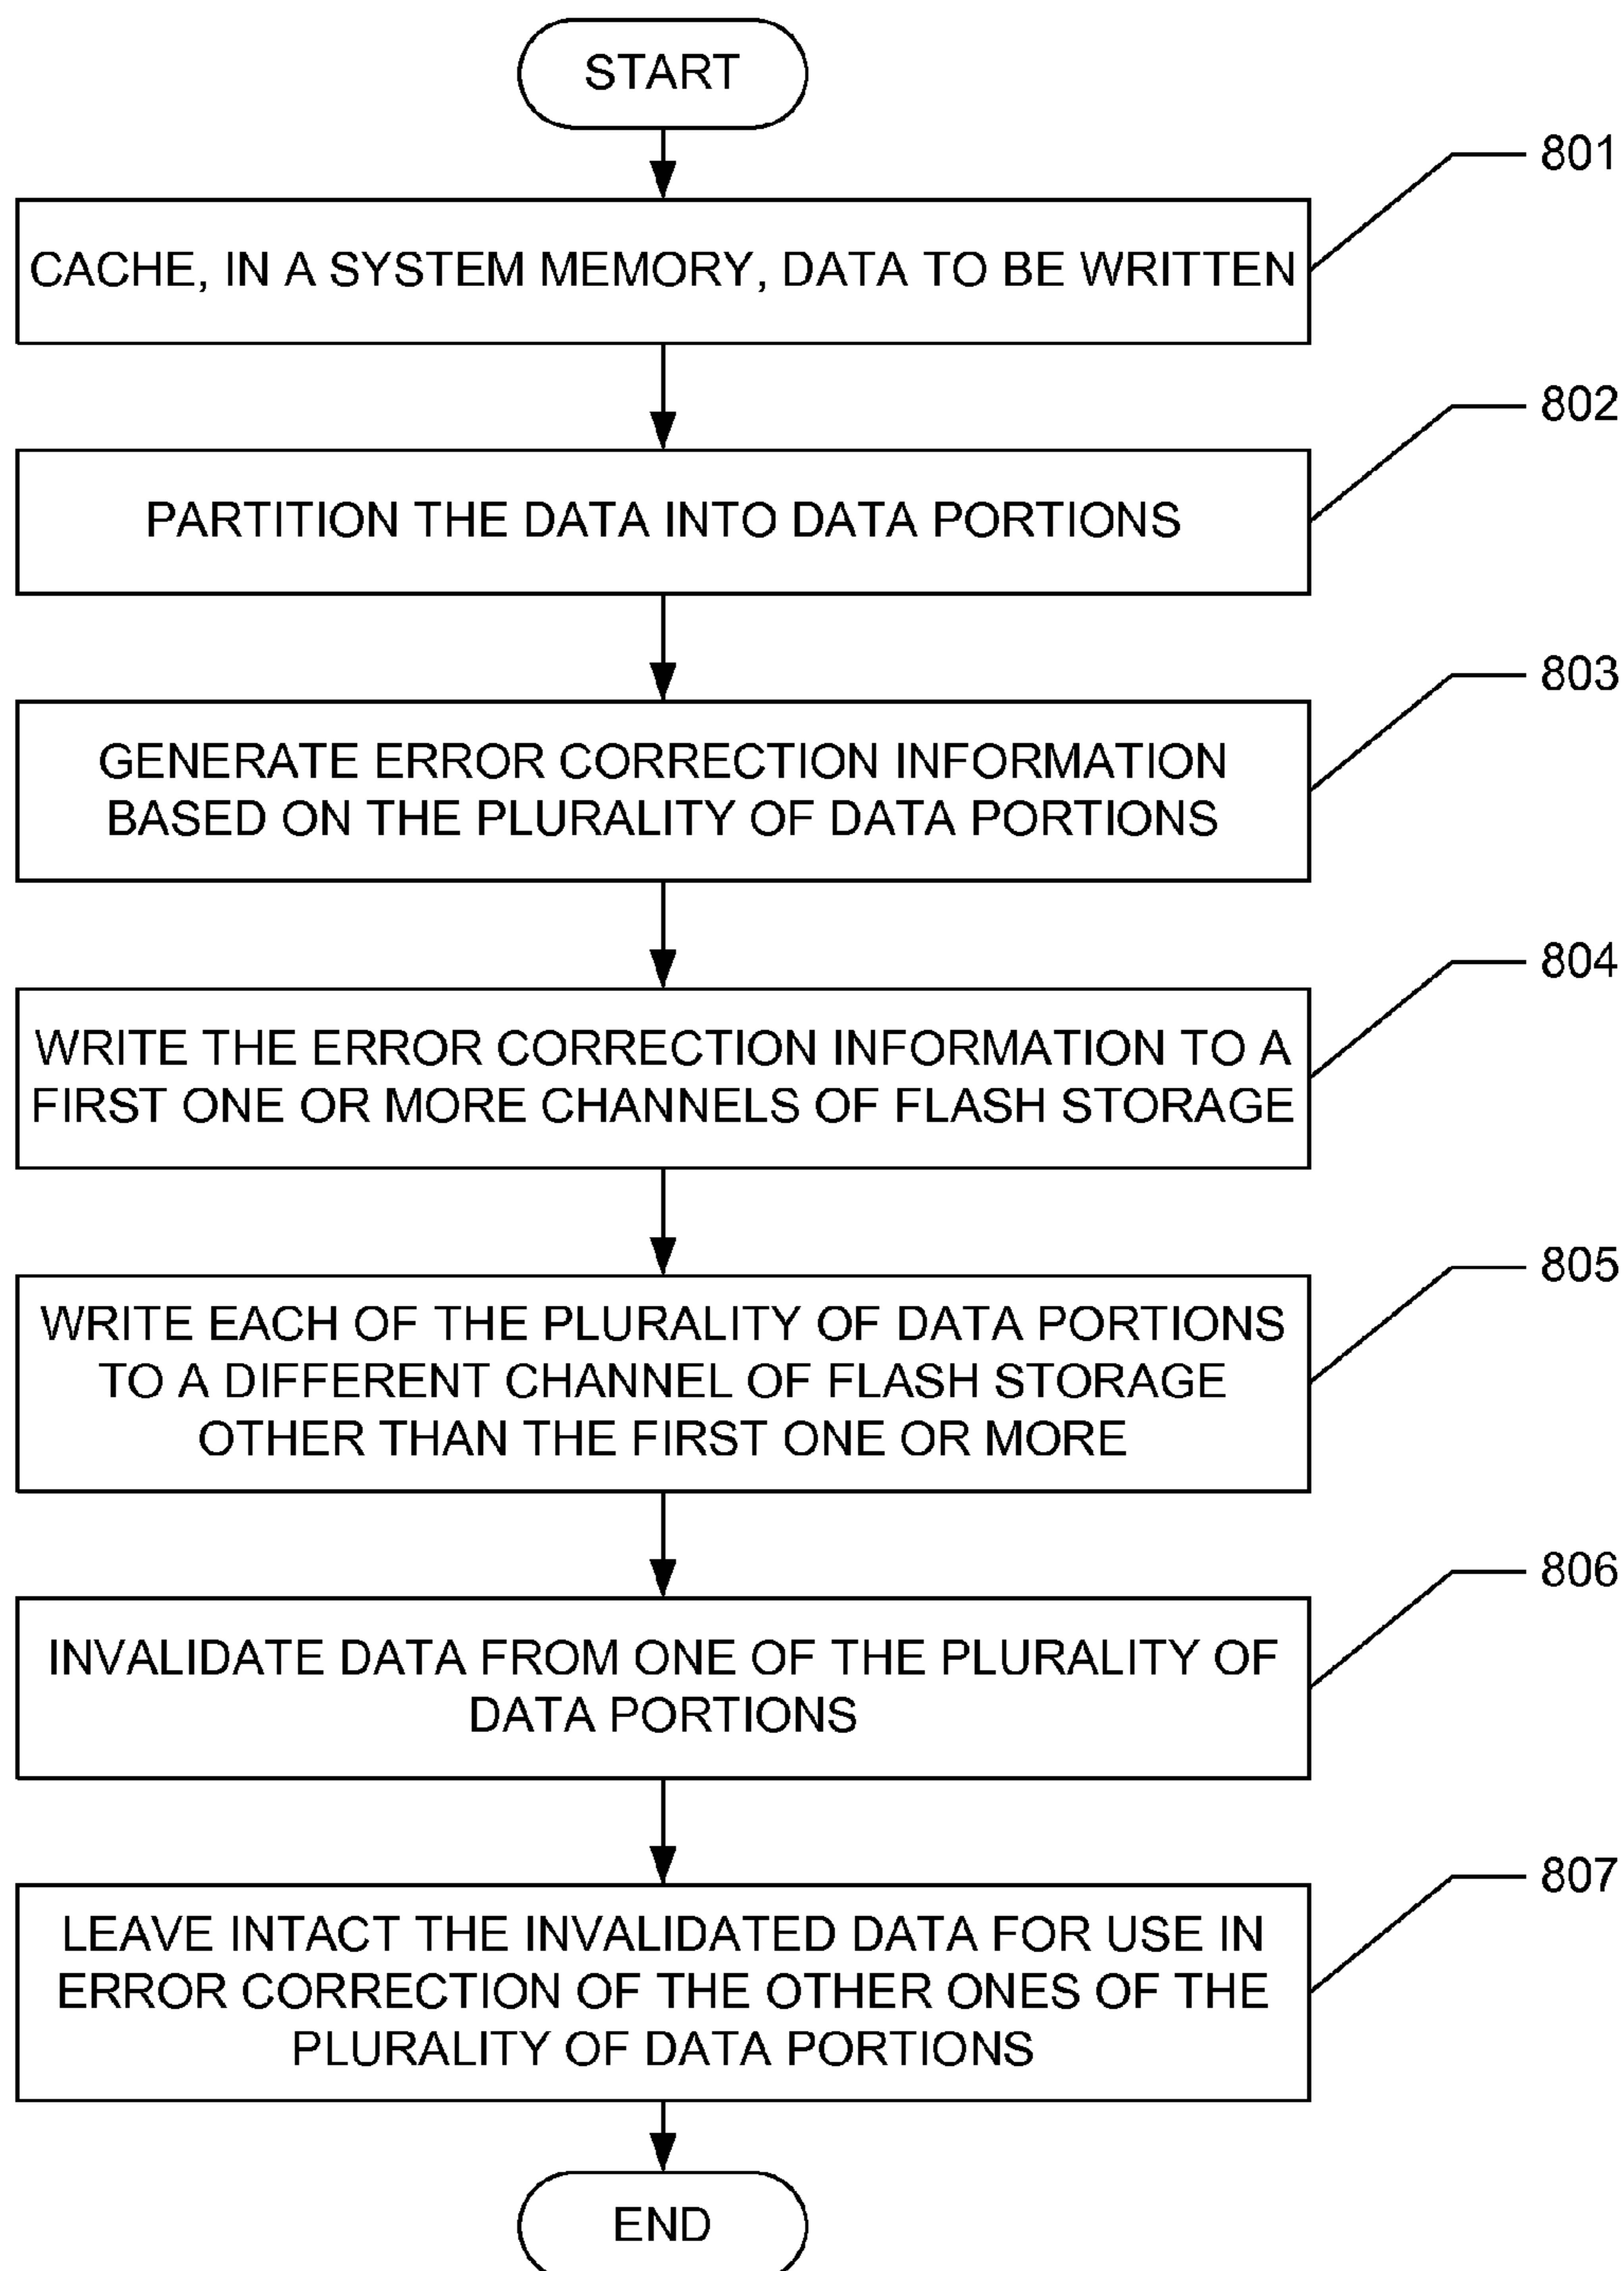 START
801
CACHE, IN A SYSTEM MEMORY, DATA TO BE WRITTEN
802
PARTITION THE DATA INTO DATA PORTIONS
803
GENERATE ERROR CORRECTION INFORMATION
BASED ON THE PLURALITY OF DATA PORTIONS
804
WRITE THE ERROR CORRECTION INFORMATION TO A
FIRST ONE OR MORE CHANNELS OF FLASH STORAGE
805
WRITE EACH OF THE PLURALITY OF DATA PORTIONS
TO A DIFFERENT CHANNEL OF FLASH STORAGE
OTHER THAN THE FIRST ONE OR MORE
806
INVALIDATE DATA FROM ONE OF THE PLURALITY OF
DATA PORTIONS
807
LEAVE INTACT THE INVALIDATED DATA FOR USE IN
ERROR CORRECTION OF THE OTHER ONES OF THE
PLURALITY OF DATA PORTIONS
END